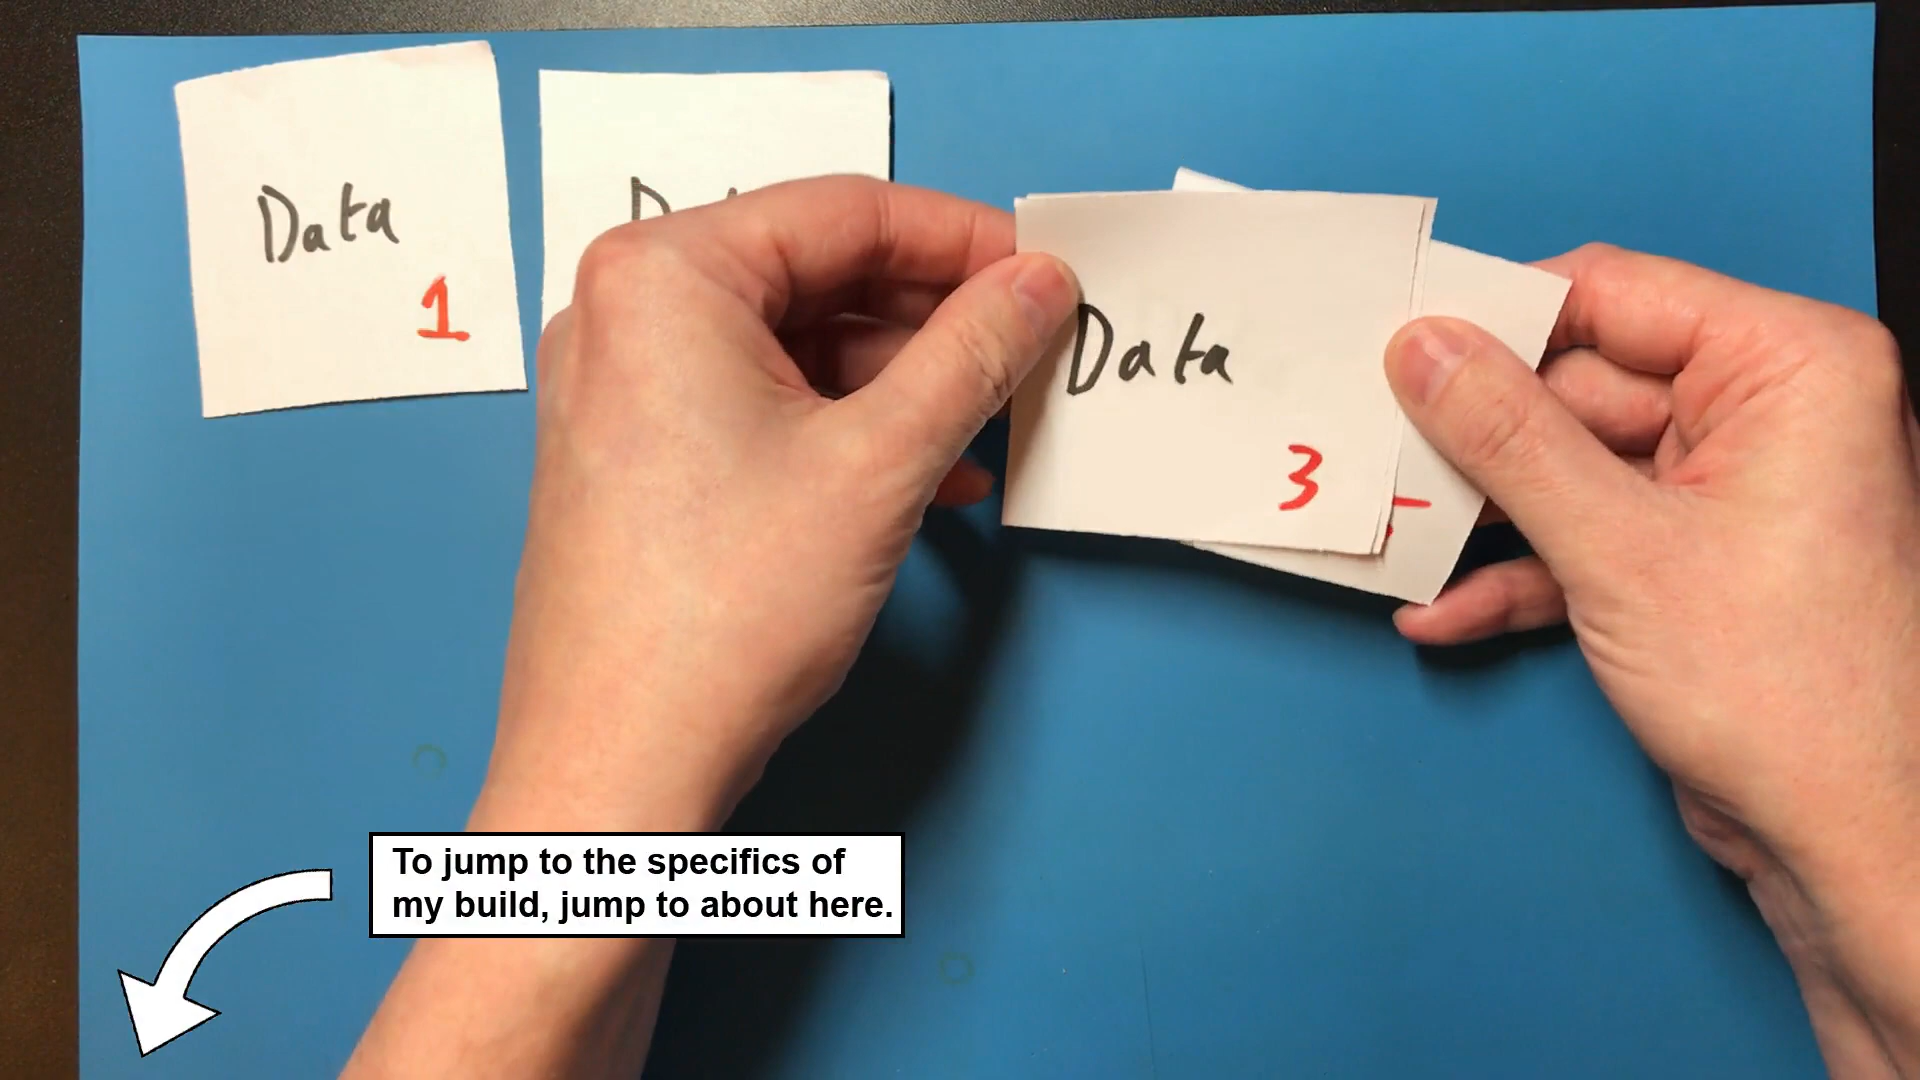 Data
1
Data
3
To jump to the specifics of
my build, jump to about here.